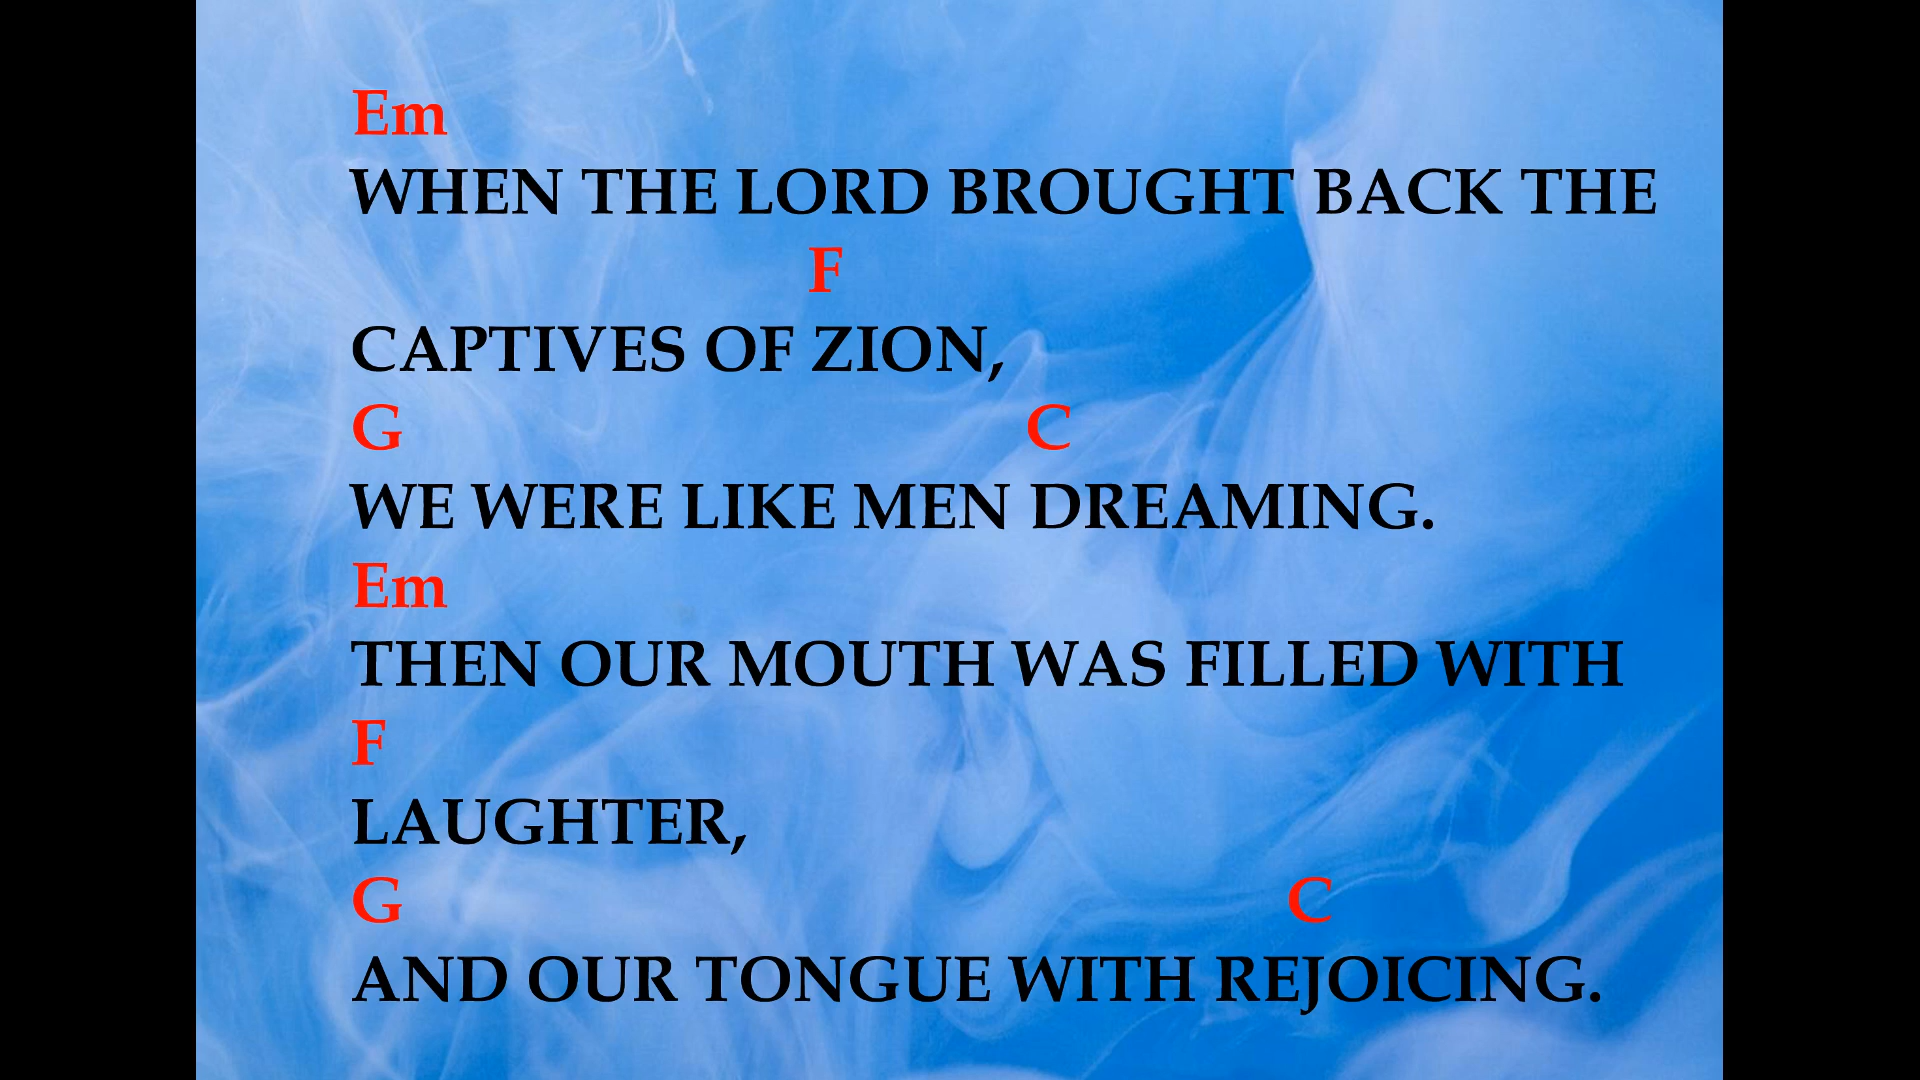 Em
WHEN THE LORD BROUGHT BACK THE
F
CAPTIVES OF ZION,
G C
WE WERE LIKE MEN DREAMING.
Em
THEN OUR MOUTH WAS FILLED WITH
F
LAUGHTER,
G C
AND OUR TONGUE WITH REJOICING.